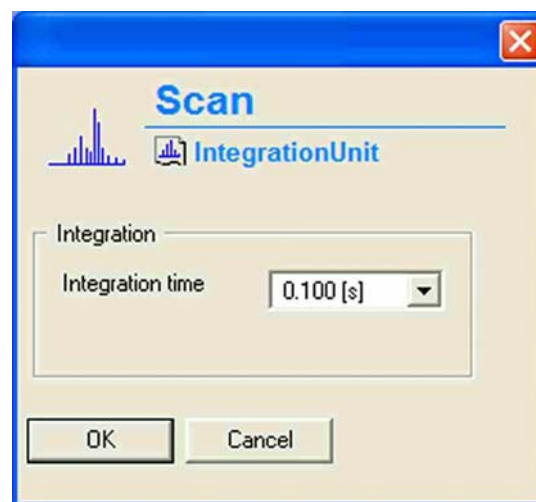 Scan
IntegrationUnit
Integration
Integration time 0.100 [s]
OK Cancel